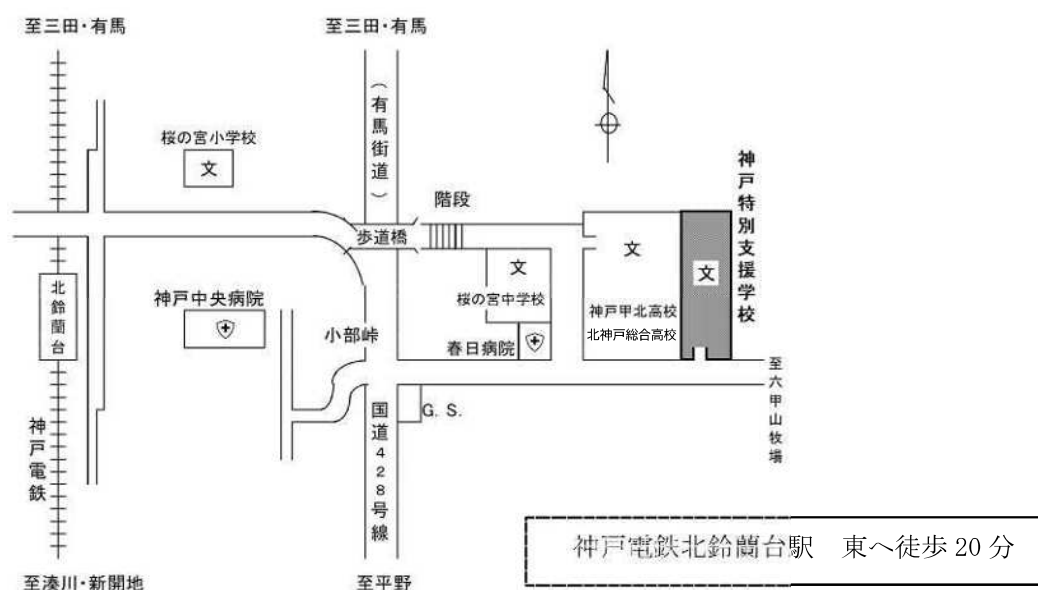 至三田・有馬
至三田・有馬
（有馬街道）
桜の宮小学校
文
階段
歩道橋
神戸特別支援学校
文
文
文
桜の宮中学校
神戸甲北高校
北神戸総合高校
北鈴蘭台
神戸中央病院
小部峠
春日病院
至六甲山牧場
G. S.
国道428号線
神戸電鉄
神戸電鉄北鈴蘭台駅　東へ徒歩 20 分
至湊川・新開地
至平野